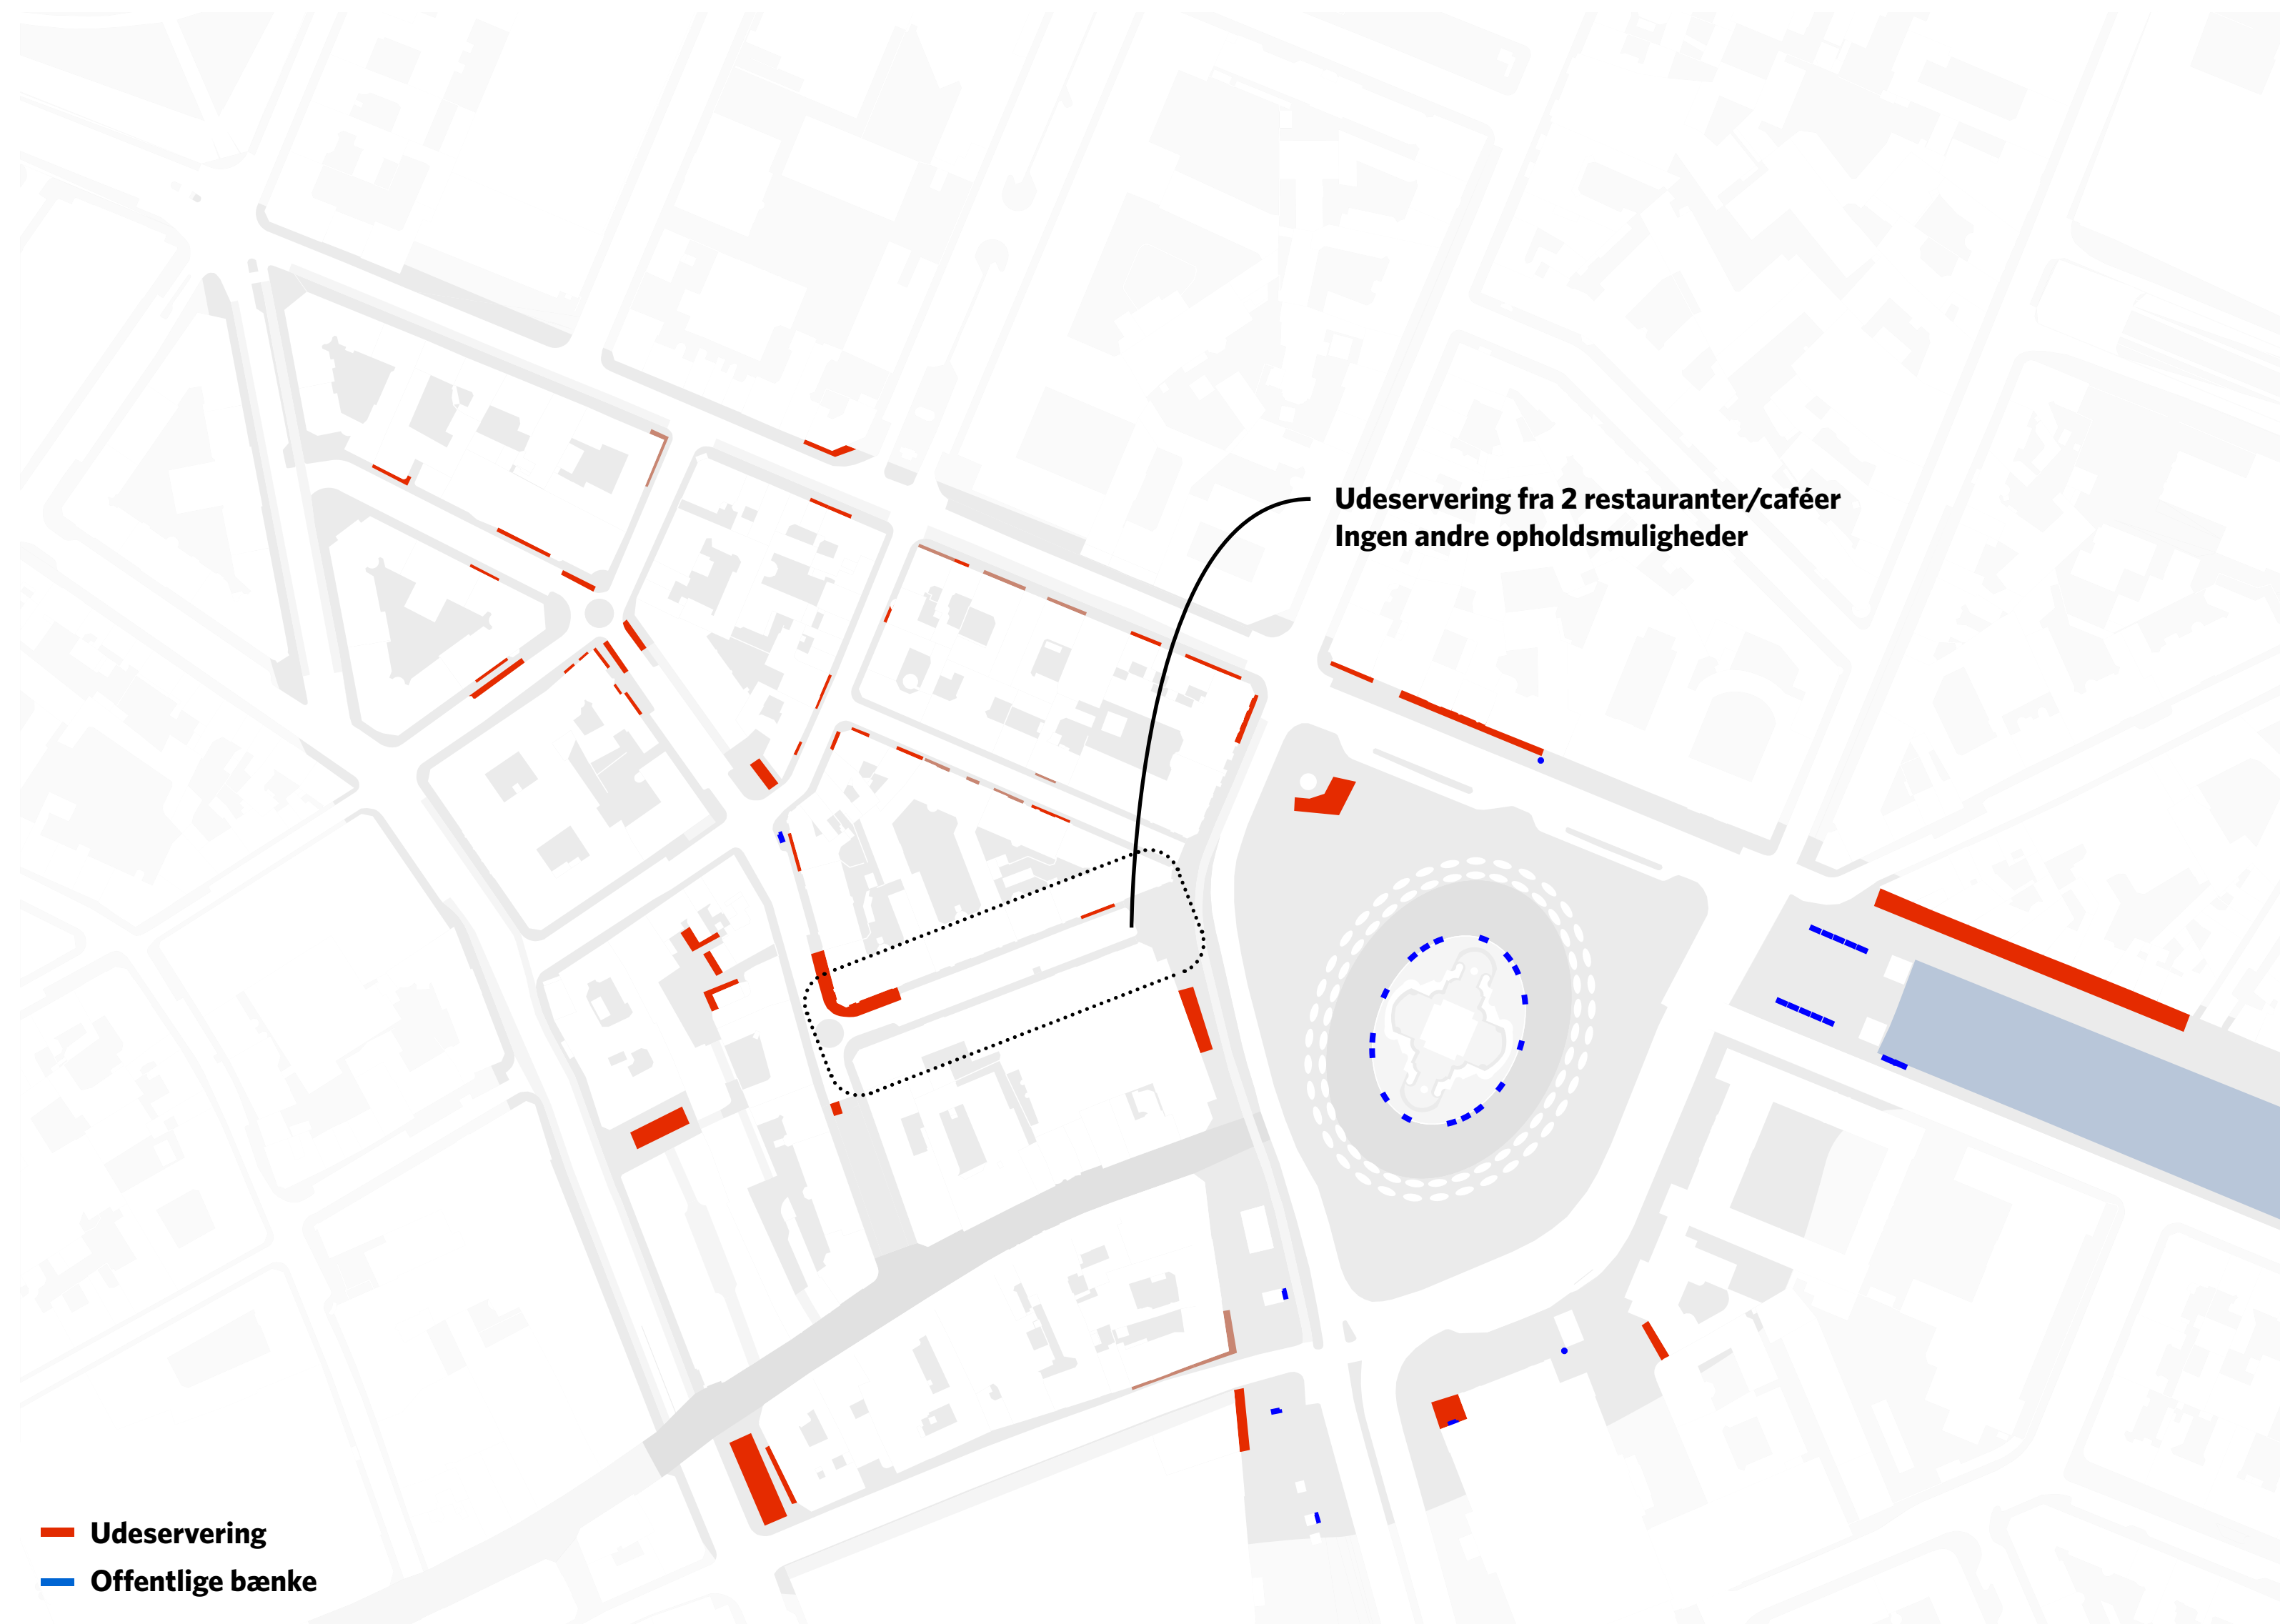 Udeservering fra 2 restauranter/caféer
Ingen andre opholdsmuligheder
Udeservering
Offentlige bænke